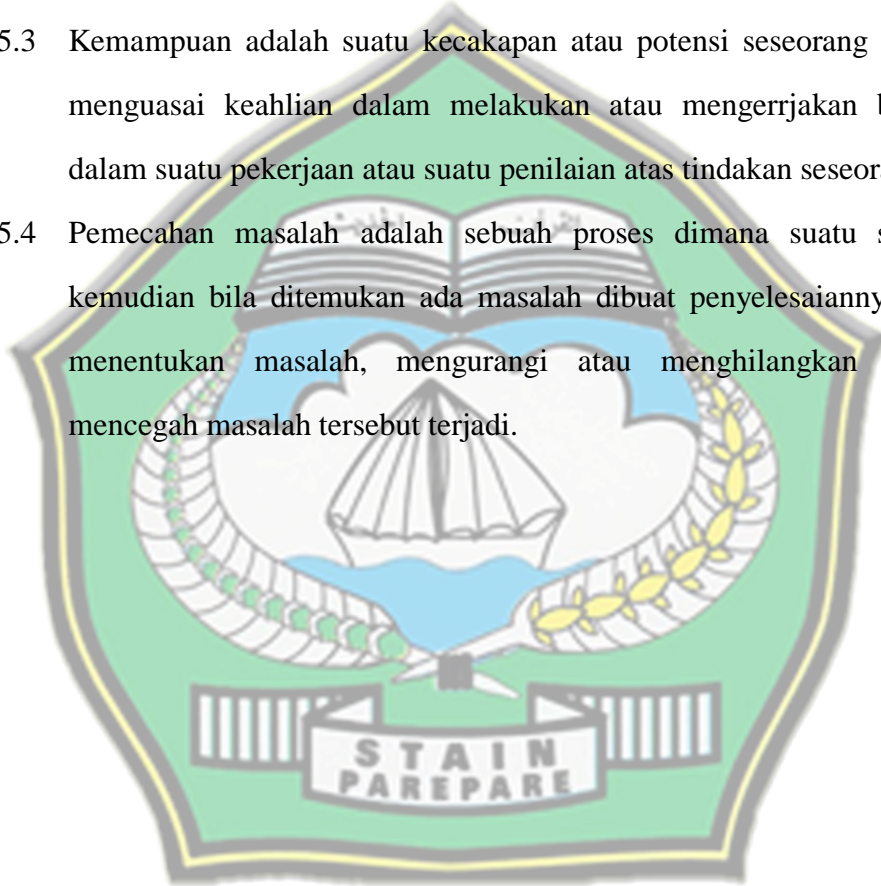 5.3 Kemampuan adalah suatu kecakapan atau potensi seseorang
menguasai keahlian dalam melakukan atau mengerrjakan b
dalam suatu pekerjaan atau suatu penilaian atas tindakan seseora
5.4 Pemecahan masalah adalah sebuah proses dimana suatu s
kemudian bila ditemukan ada masalah dibuat penyelesaianny
menentukan masalah, mengurangi atau menghilangkan
mencegah masalah tersebut terjadi.
STAIN
PAREPARE